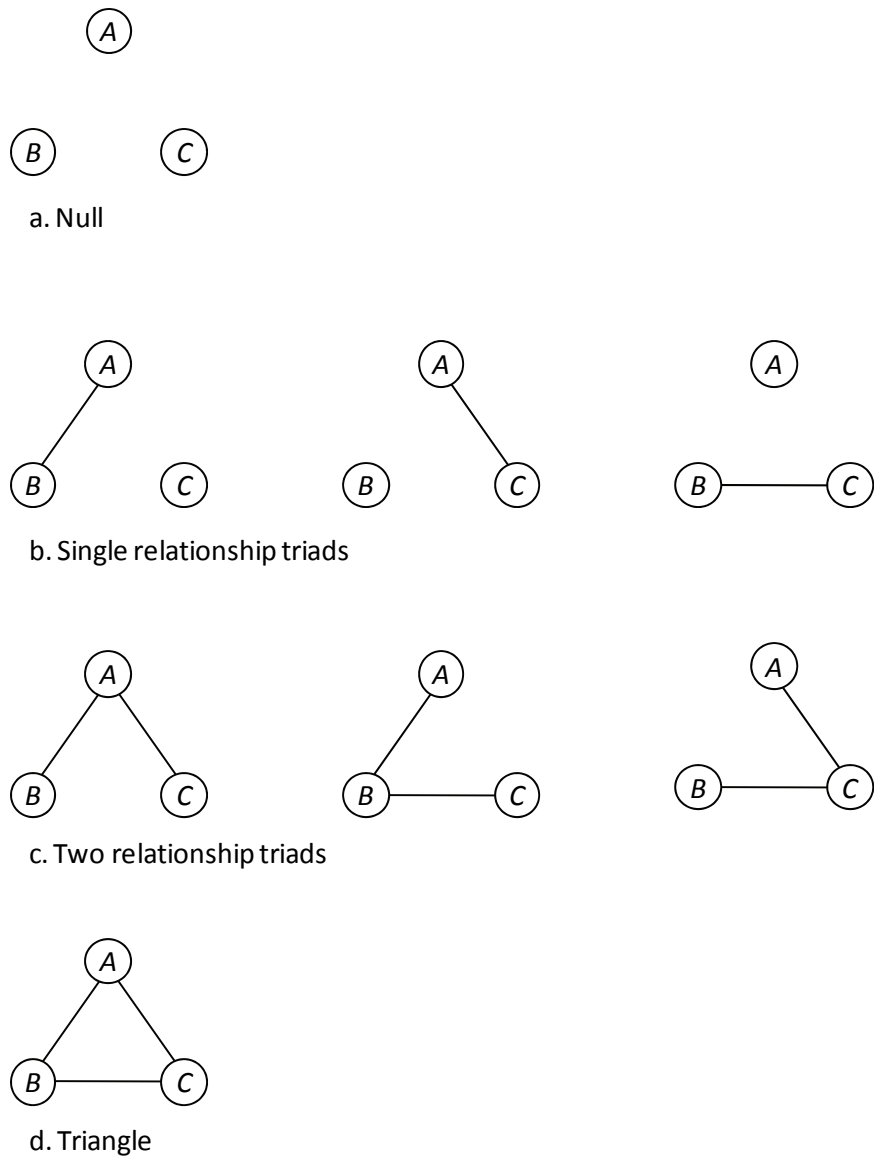 A
B C
a. Null
A A A
B C B C B C
b. Single relationship triads
A A A
B C B C B C
c. Two relationship triads
A
B C
d. Triangle